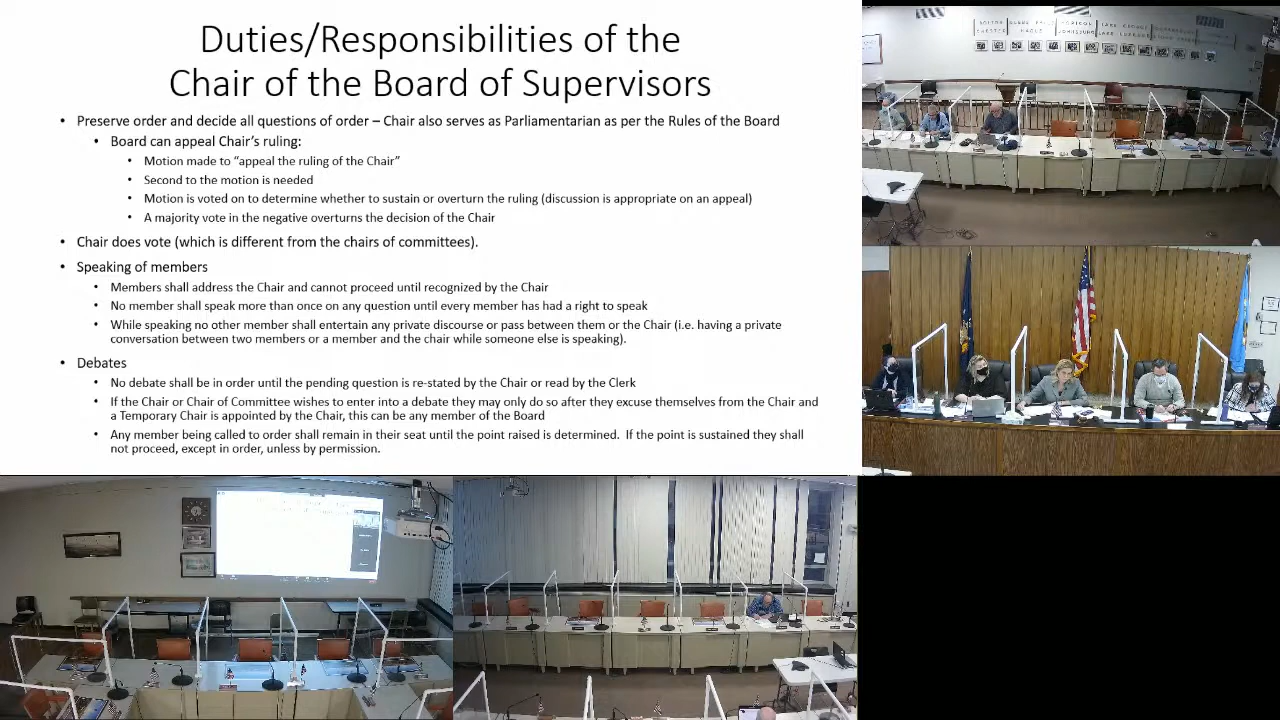 Duties/Responsibilities of the
Chair of the Board of Supervisors
• Preserve order and decide all questions of order – Chair also serves as Parliamentarian as per the Rules of the Board
• Board can appeal Chair's ruling:
• Motion made to "appeal the ruling of the Chair"
• Second to the motion is needed
• Motion is voted on to determine whether to sustain or overturn the ruling (discussion is appropriate on an appeal)
• A majority vote in the negative overturns the decision of the Chair
• Chair does vote (which is different from the chairs of committees).
• Speaking of members
• Members shall address the Chair and cannot proceed until recognized by the Chair
• No member shall speak more than once on any question until every member has had a right to speak
• While speaking no other member shall entertain any private discourse or pass between them or the Chair (i.e. having a private
conversation between two members or a member and the chair while someone else is speaking).
• Debates
• No debate shall be in order until the pending question is re-stated by the Chair or read by the Clerk
• If the Chair or Chair of Committee wishes to enter into a debate they may only do so after they excuse themselves from the Chair and
a Temporary Chair is appointed by the Chair, this can be any member of the Board
• Any member being called to order shall remain in their seat until the point raised is determined. If the point is sustained they shall
not proceed, except in order, unless by permission.
BOLTON
HORICON
LAKE GEORGE
CHESTER
HAGUE
JOHNSBURG
LAKE LUZERNE